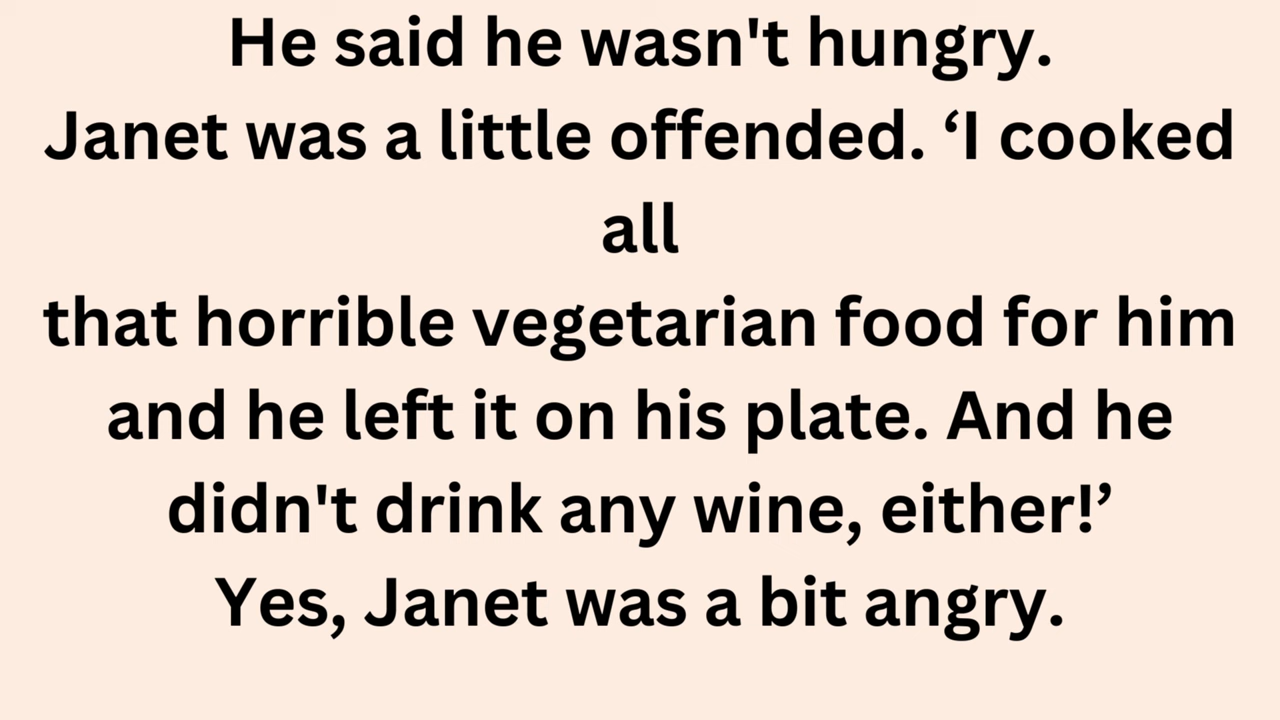 He said he wasn't hungry.
Janet was a little offended. ‘I cooked
all
that horrible vegetarian food for him
and he left it on his plate. And he
didn't drink any wine, either!’
Yes, Janet was a bit angry.